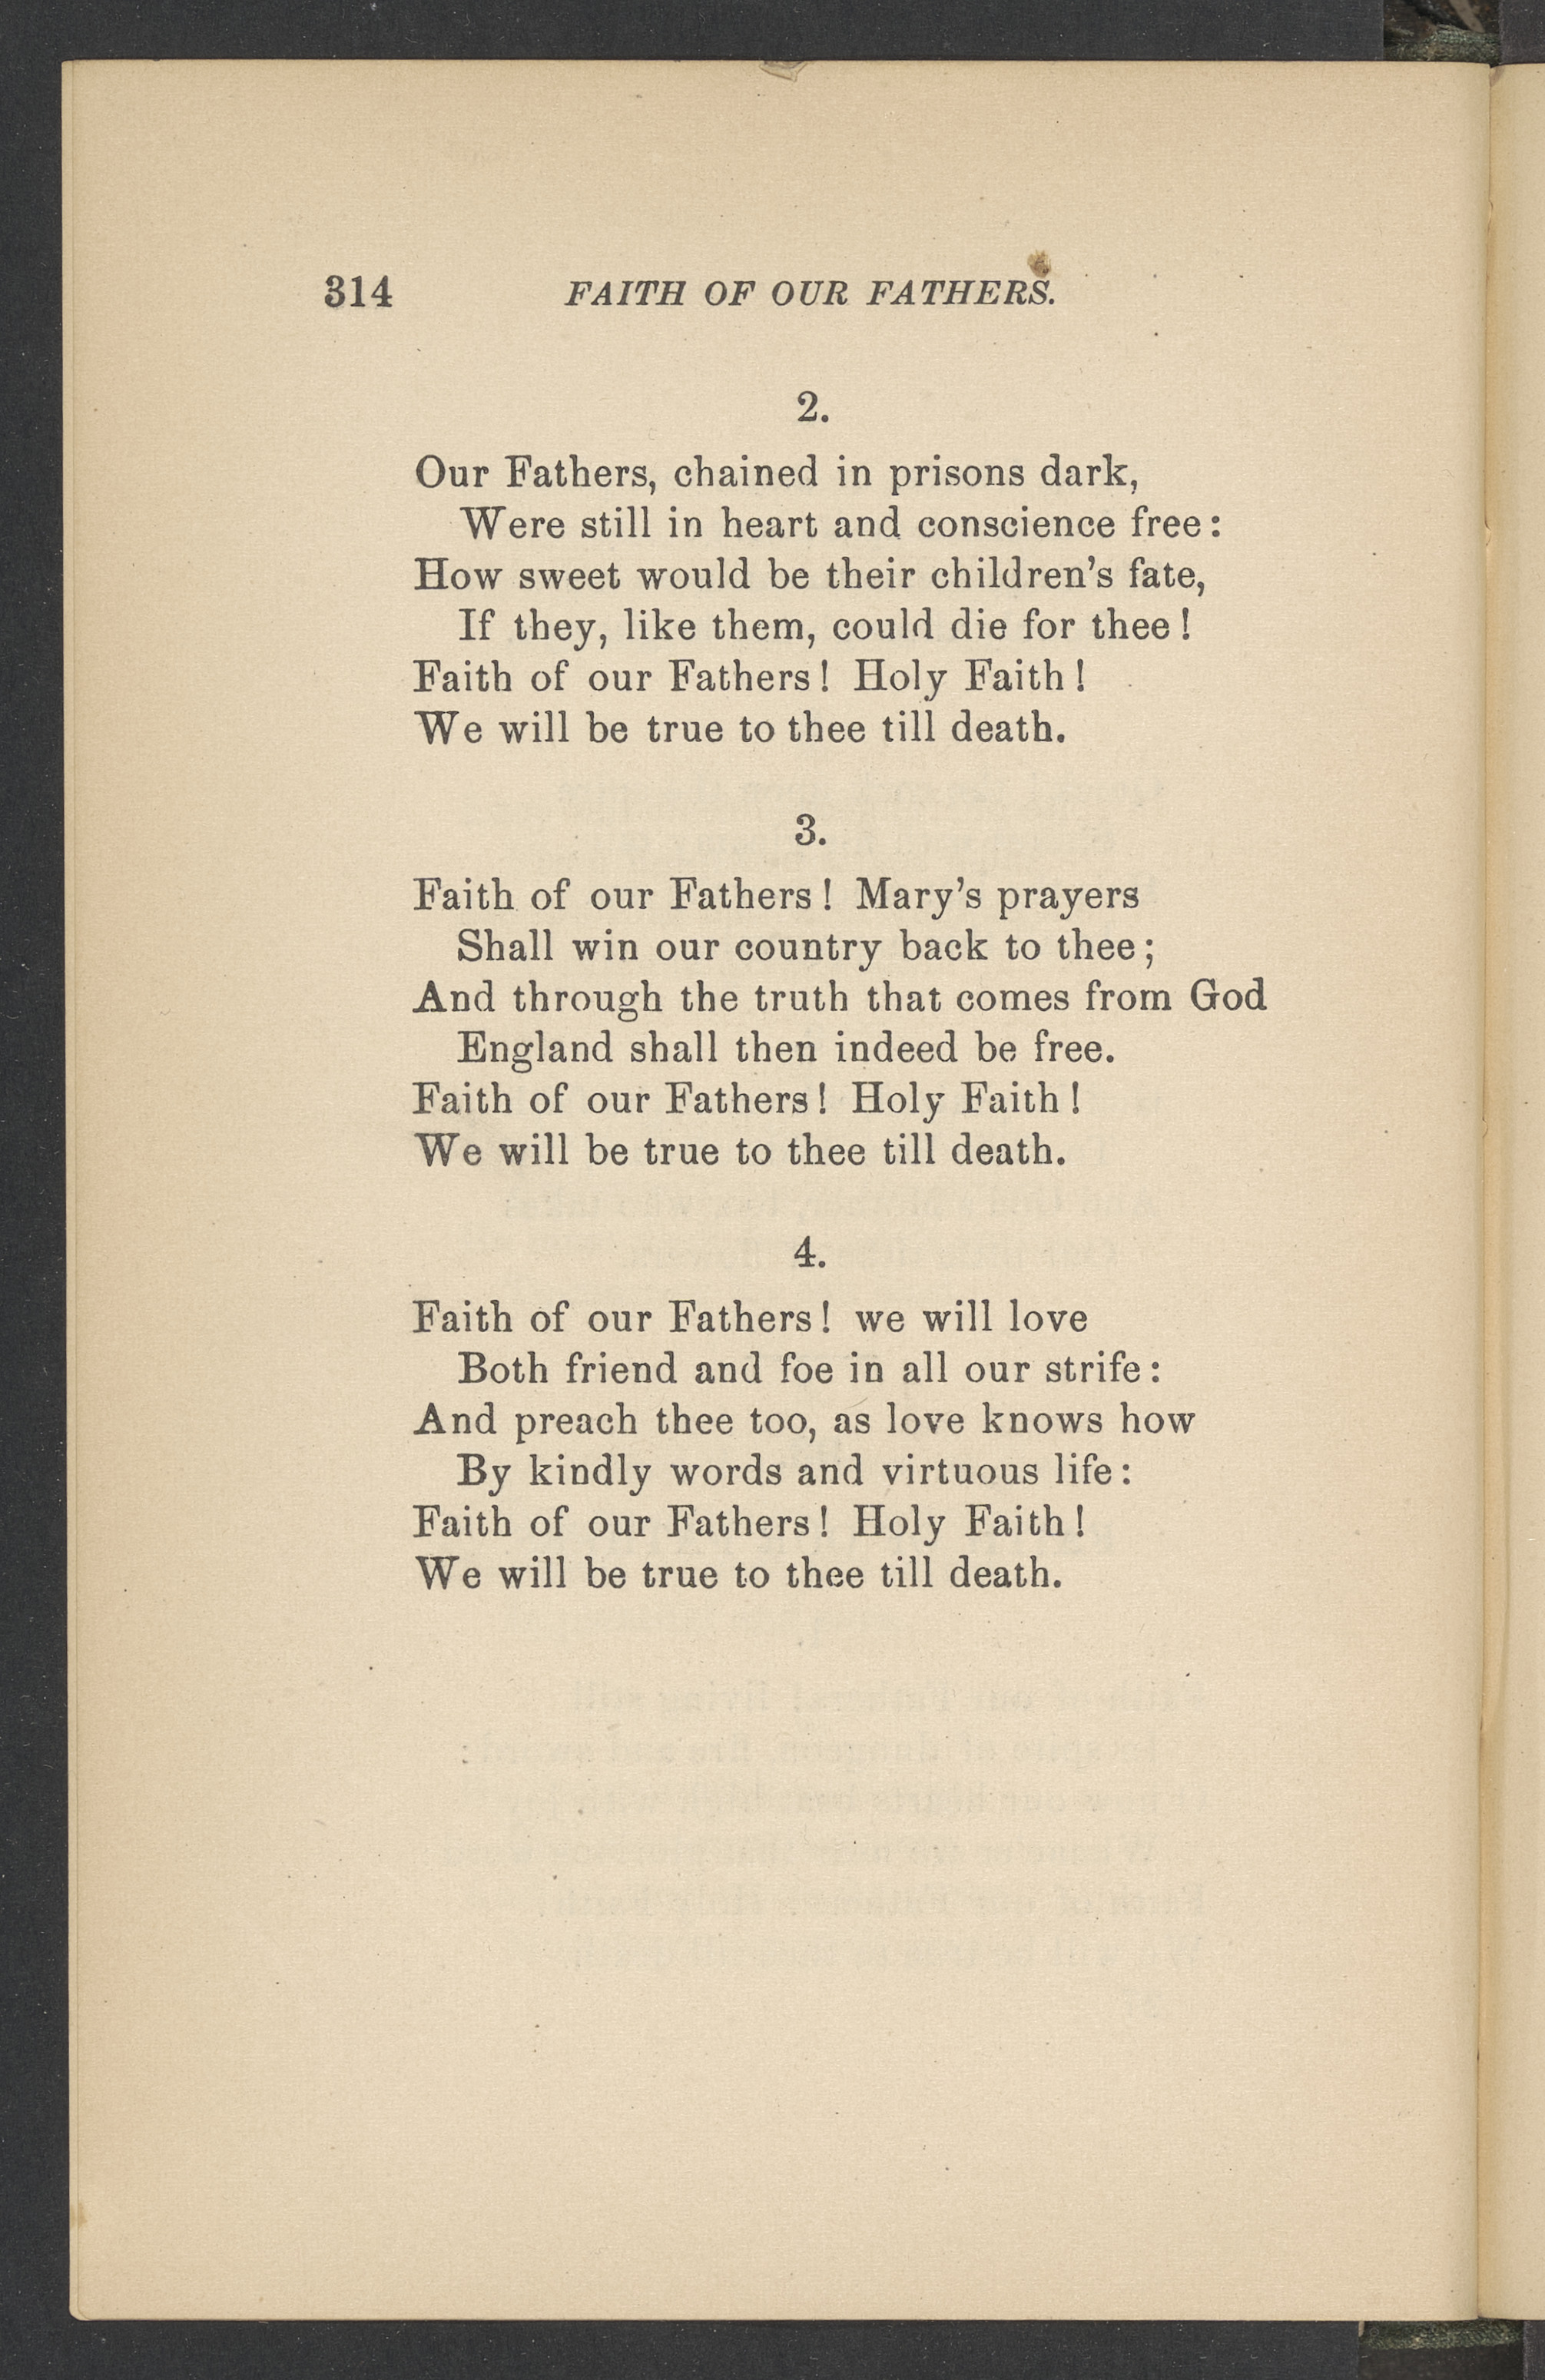 314 FAITH OF OUR FATHERS.
2.
Our Fathers, chained in prisons dark,
Were still in heart and conscience free:
How sweet would be their children's fate,
If they, like them, could die for thee!
Faith of our Fathers! Holy Faith!
We will be true to thee till death.
3.
Faith of our Fathers! Mary's prayers
Shall win our country back to thee;
And through the truth that comes from God
England shall then indeed be free.
Faith of our Fathers! Holy Faith!
We will be true to thee till death.
4.
Faith of our Fathers! we will love
Both friend and foe in all our strife:
And preach thee too, as love knows how
By kindly words and virtuous life:
Faith of our Fathers! Holy Faith!
We will be true to thee till death.